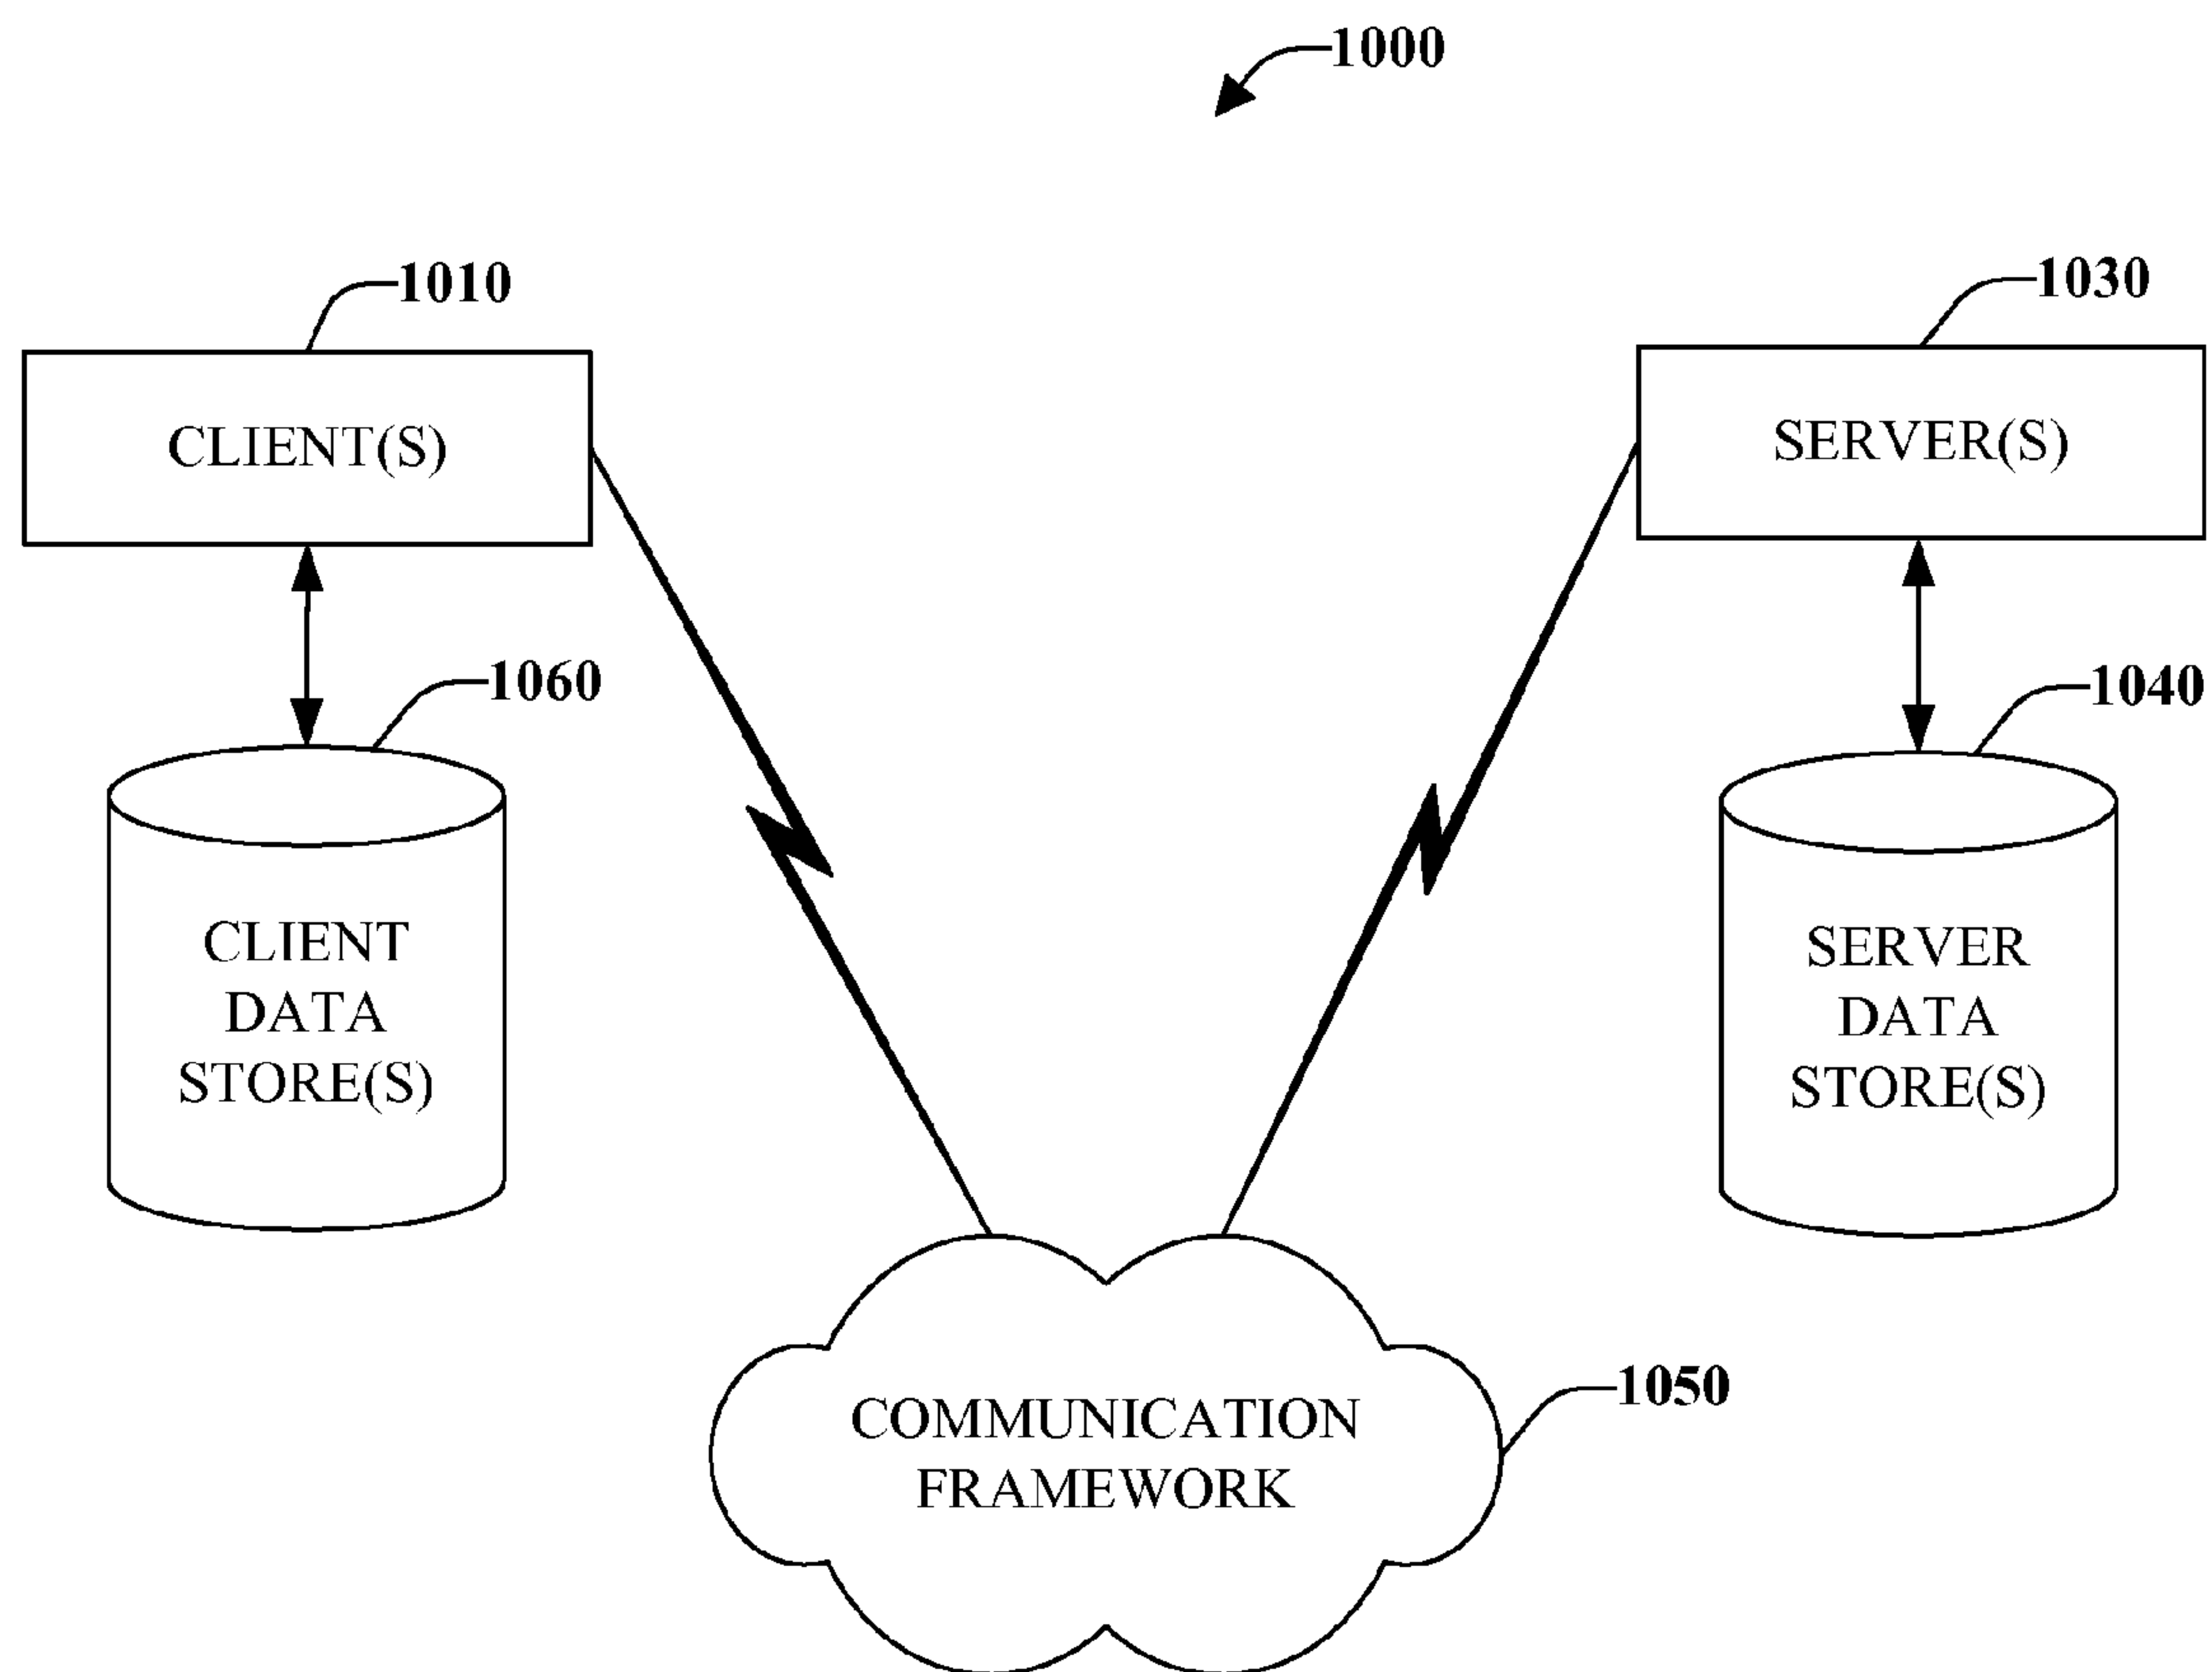 1000
1010
1030
CLIENT(S)
SERVER(S)
1060
1040
CLIENT
DATA
STORE(S)
SERVER
DATA
STORE(S)
1050
COMMUNICATION
FRAMEWORK